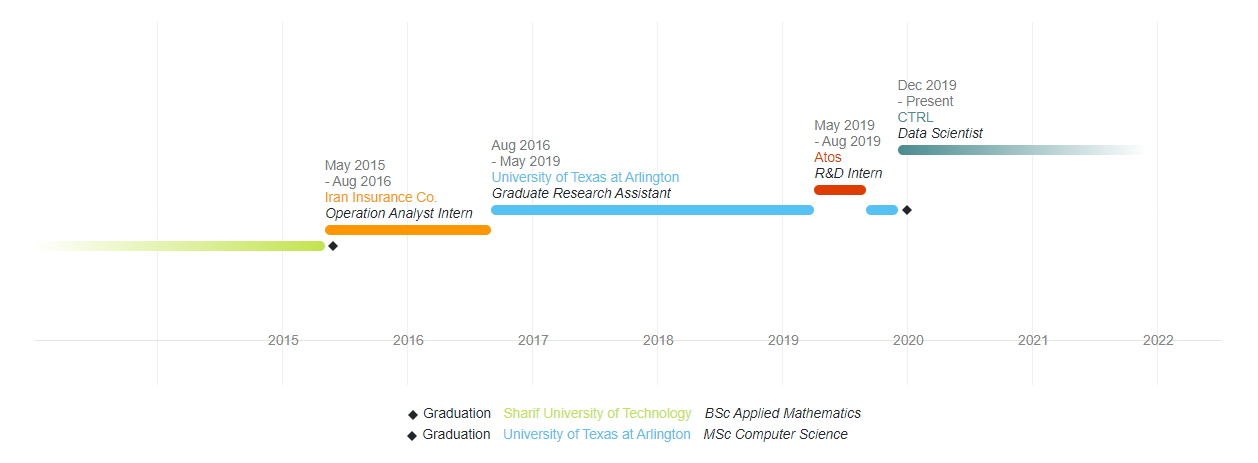 Dec 2019
- Present
CTRL
Data Scientist
May 2019
- Aug 2019
Atos
R&D Intern
Aug 2016
- May 2019
University of Texas at Arlington
Graduate Research Assistant
May 2015
- Aug 2016
Iran Insurance Co.
Operation Analyst Intern
2015 2016 2017 2018 2019 2020 2021 2022
◆ Graduation Sharif University of Technology BSc Applied Mathematics
◆ Graduation University of Texas at Arlington MSc Computer Science